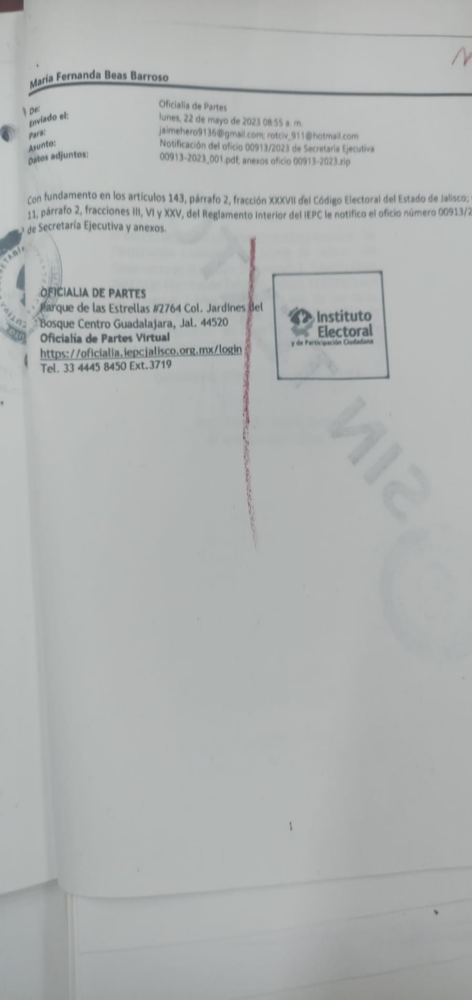 María Fernanda Beas Barroso
De: Oficialia de Partes
Enviado el: lunes, 22 de mayo de 2023 08:55 a. m.
Para: jaimehero9136@gmail.com; rotciv_911@hotmail.com
Asunto: Notificación del oficio 00913/2023 de Secretaría Ejecutiva
Datos adjuntos: 00913-2023_001.pdf; anexos oficio 00913-2023.zip
Con fundamento en los artículos 143, párrafo 2, fracción XXXVII del Código Electoral del Estado de Jalisco;
11, párrafo 2, fracciones III, VI y XXV, del Reglamento Interior del IEPC le notifico el oficio número 00913/2
de Secretaría Ejecutiva y anexos.
OFICIALIA DE PARTES
Parque de las Estrellas #2764 Col. Jardines del
Bosque Centro Guadalajara, Jal. 44520
Oficialia de Partes Virtual
https://oficialia.iepcjalisco.org.mx/login
Tel. 33 4445 8450 Ext.3719
Instituto
Electoral
y de Participación Ciudadana
SIN
1